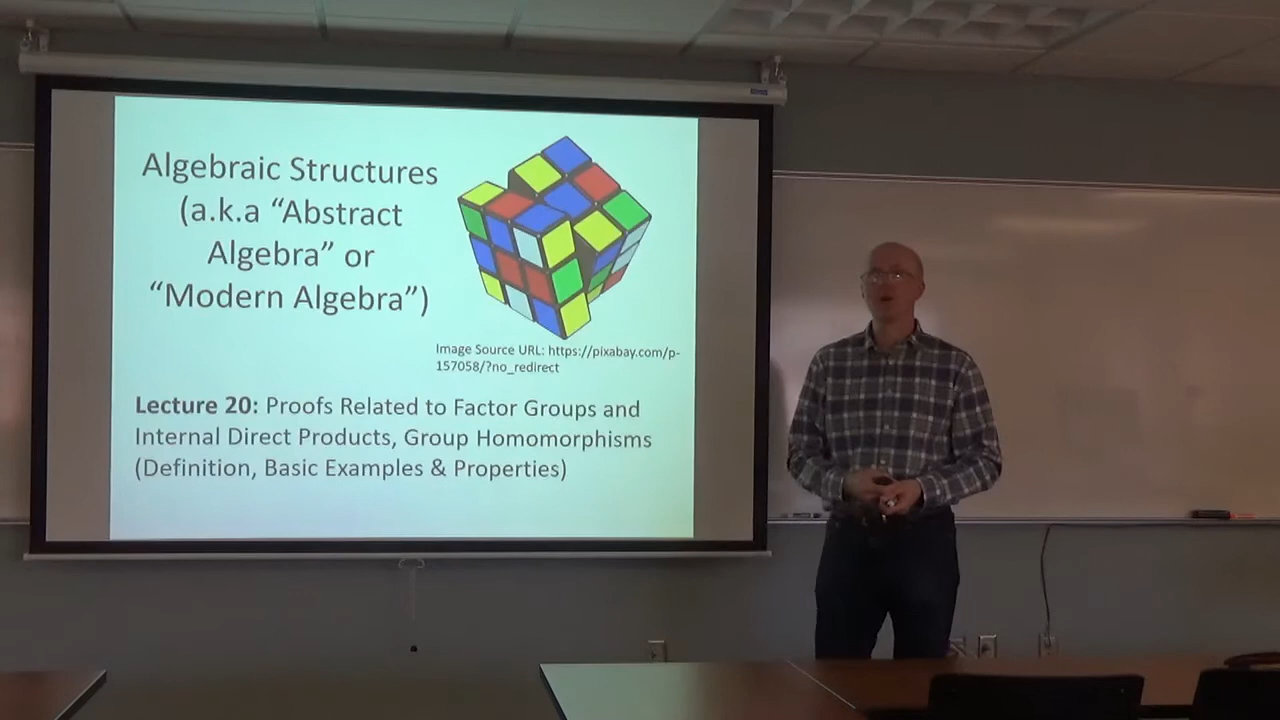 Algebraic Structures
(a.k.a “Abstract
Algebra” or
“Modern Algebra”)
Image Source URL: https://pixabay.com/p-
157058/?no_redirect
Lecture 20: Proofs Related to Factor Groups and
Internal Direct Products, Group Homomorphisms
(Definition, Basic Examples & Properties)